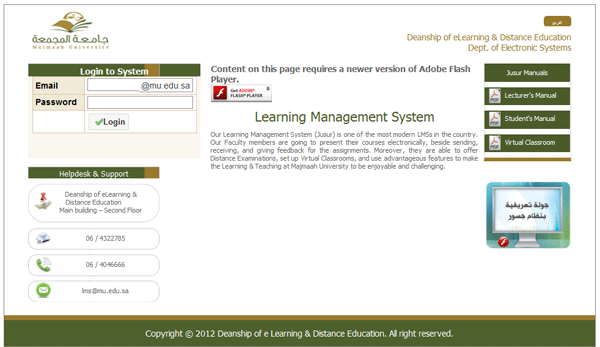 جامعة المجمعة
Majmaah University
عربي
Deanship of eLearning & Distance Education
Dept. of Electronic Systems
Login to System
Email
@mu.edu.sa
Password
Login
Helpdesk & Support
Deanship of eLearning &
Distance Education
Main building – Second Floor
06 / 4322785
06 / 4046666
lms@mu.edu.sa
Content on this page requires a newer version of Adobe Flash
Player.
Get ADOBE®
FLASH® PLAYER
Learning Management System
Our Learning Management System (Jusur) is one of the most modern LMSs in the country.
Our Faculty members are going to present their courses electronically, beside sending,
receiving, and giving feedback for the assignments. Moreover, they are able to offer
Distance Examinations, set up Virtual Classrooms, and use advantageous features to make
the Learning & Teaching at Majmaah University to be enjoyable and challenging.
Jusur Manuals
Lecturer's Manual
Student's Manual
Virtual Classroom
جولة تعريفية
بنظام جسور
Copyright © 2012 Deanship of e Learning & Distance Education. All right reserved.